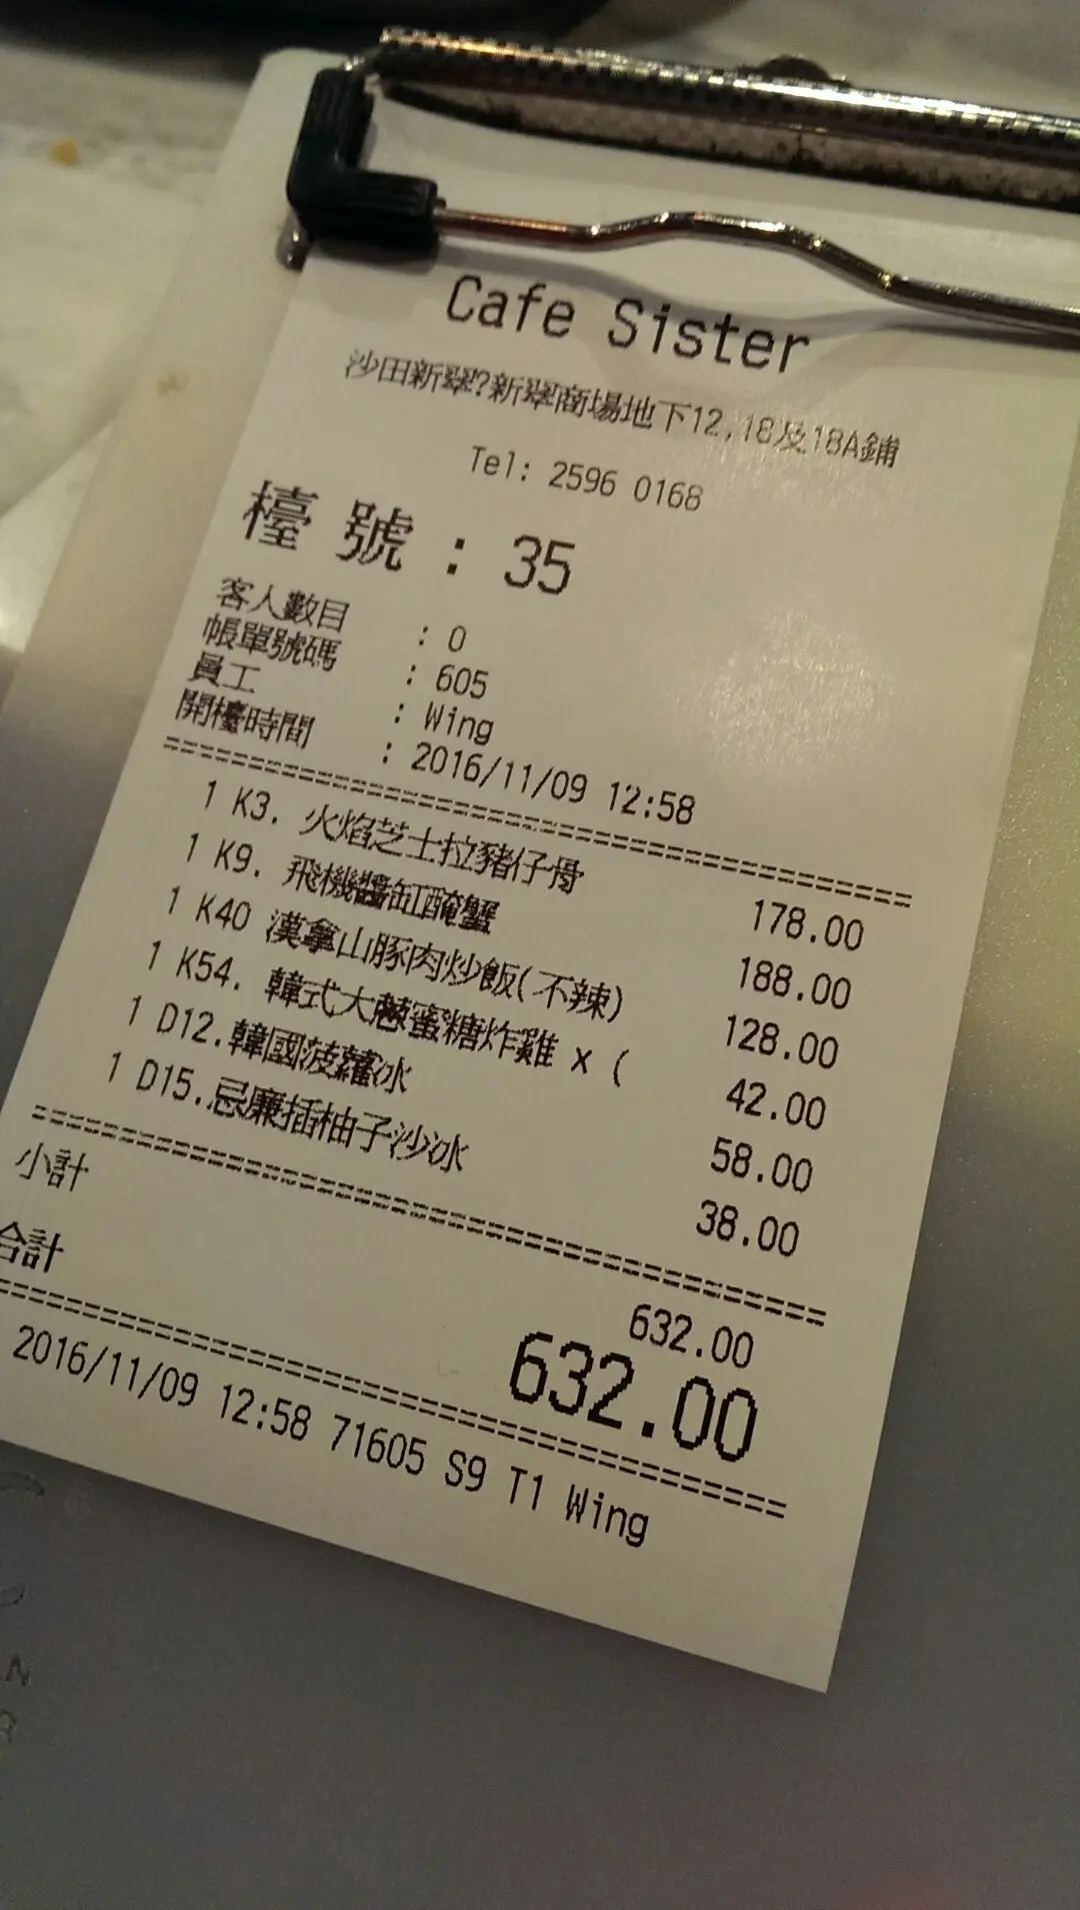 Cafe Sister
沙田新翠?新翠商場地下12,18及18A鋪
Tel: 2596 0168
檯 號 : 35
客人數目 : 0
帳單號碼 : 605
員工 : Wing
開檯時間 : 2016/11/09 12:58
1 K3. 火焰芝士拉豬仔骨 178.00
1 K9. 飛機醬缸醃蟹 188.00
1 K40 漢拿山豚肉炒飯(不辣) 128.00
1 K54. 韓式大蔥蜜糖炸雞 x ( 42.00
1 D12.韓國菠蘿冰 58.00
1 D15.忌廉插柚子沙冰 38.00
小計 632.00
合計 632.00
2016/11/09 12:58 71605 S9 T1 Wing